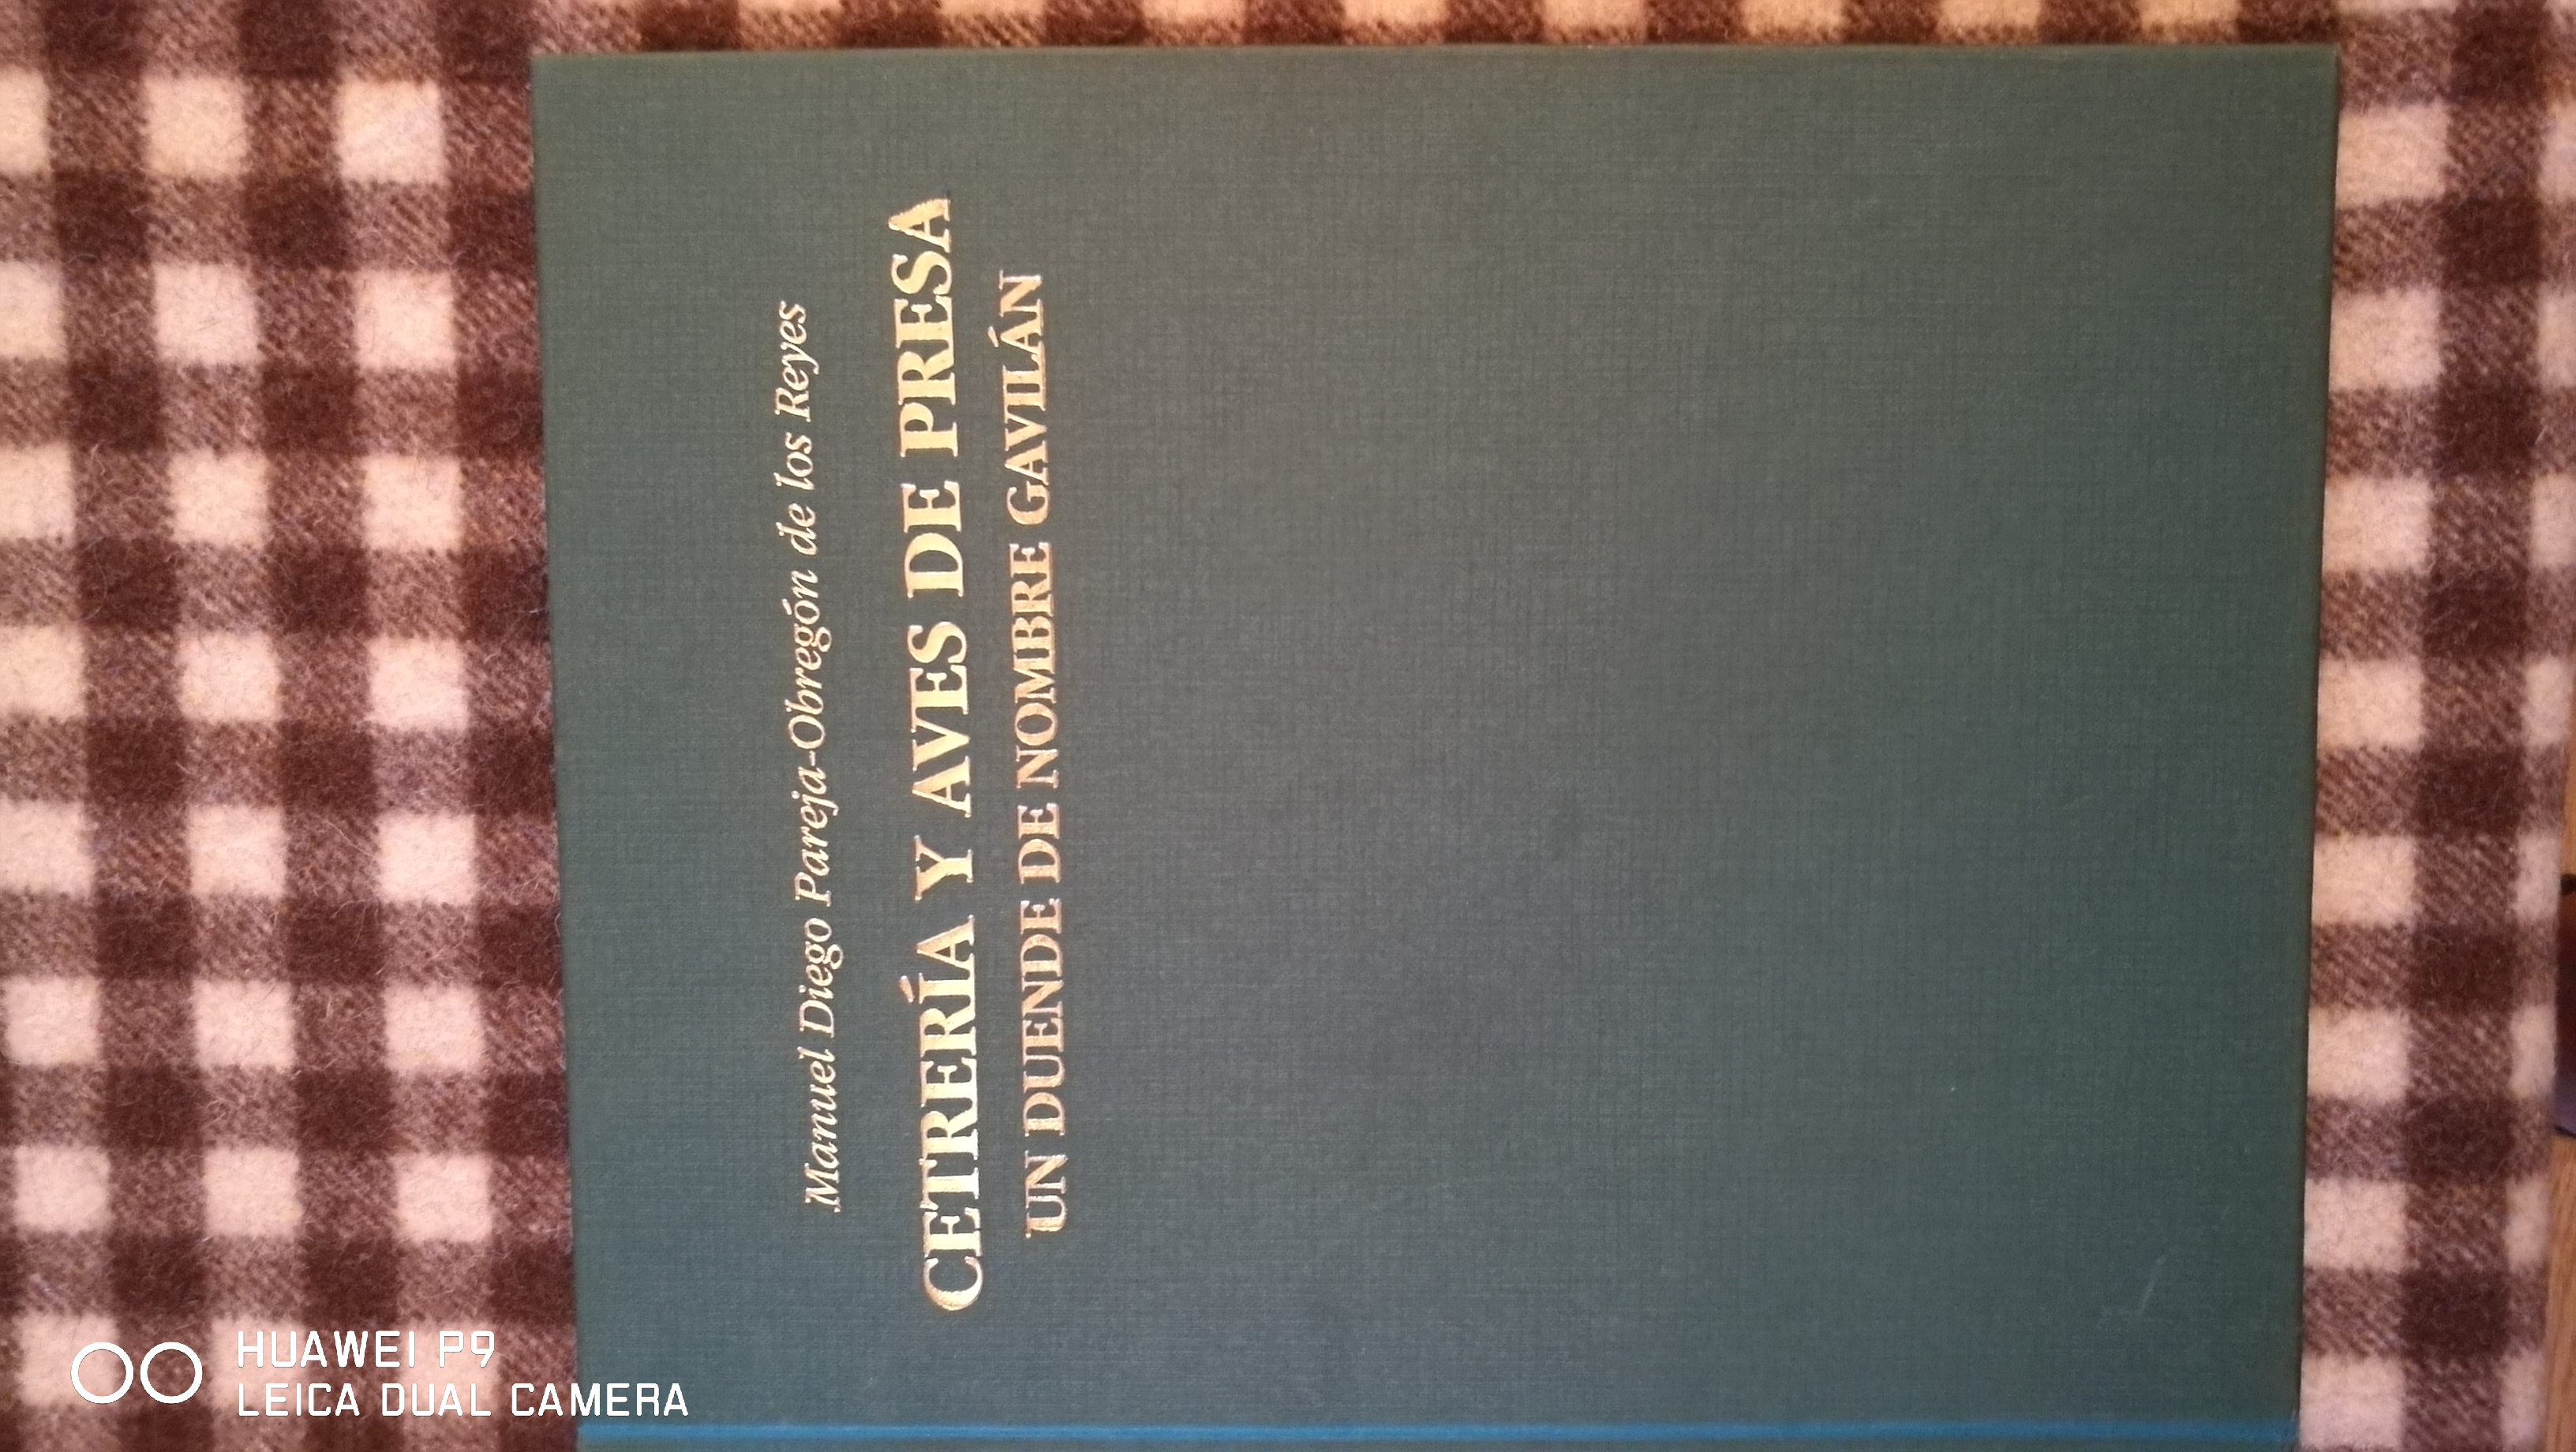 Manuel Diego Pareja-Obregón de los Reyes
CETRERÍA Y AVES DE PRESA
UN DUENDE DE NOMBRE GAVILÁN
HUAWEI P9
LEICA DUAL CAMERA